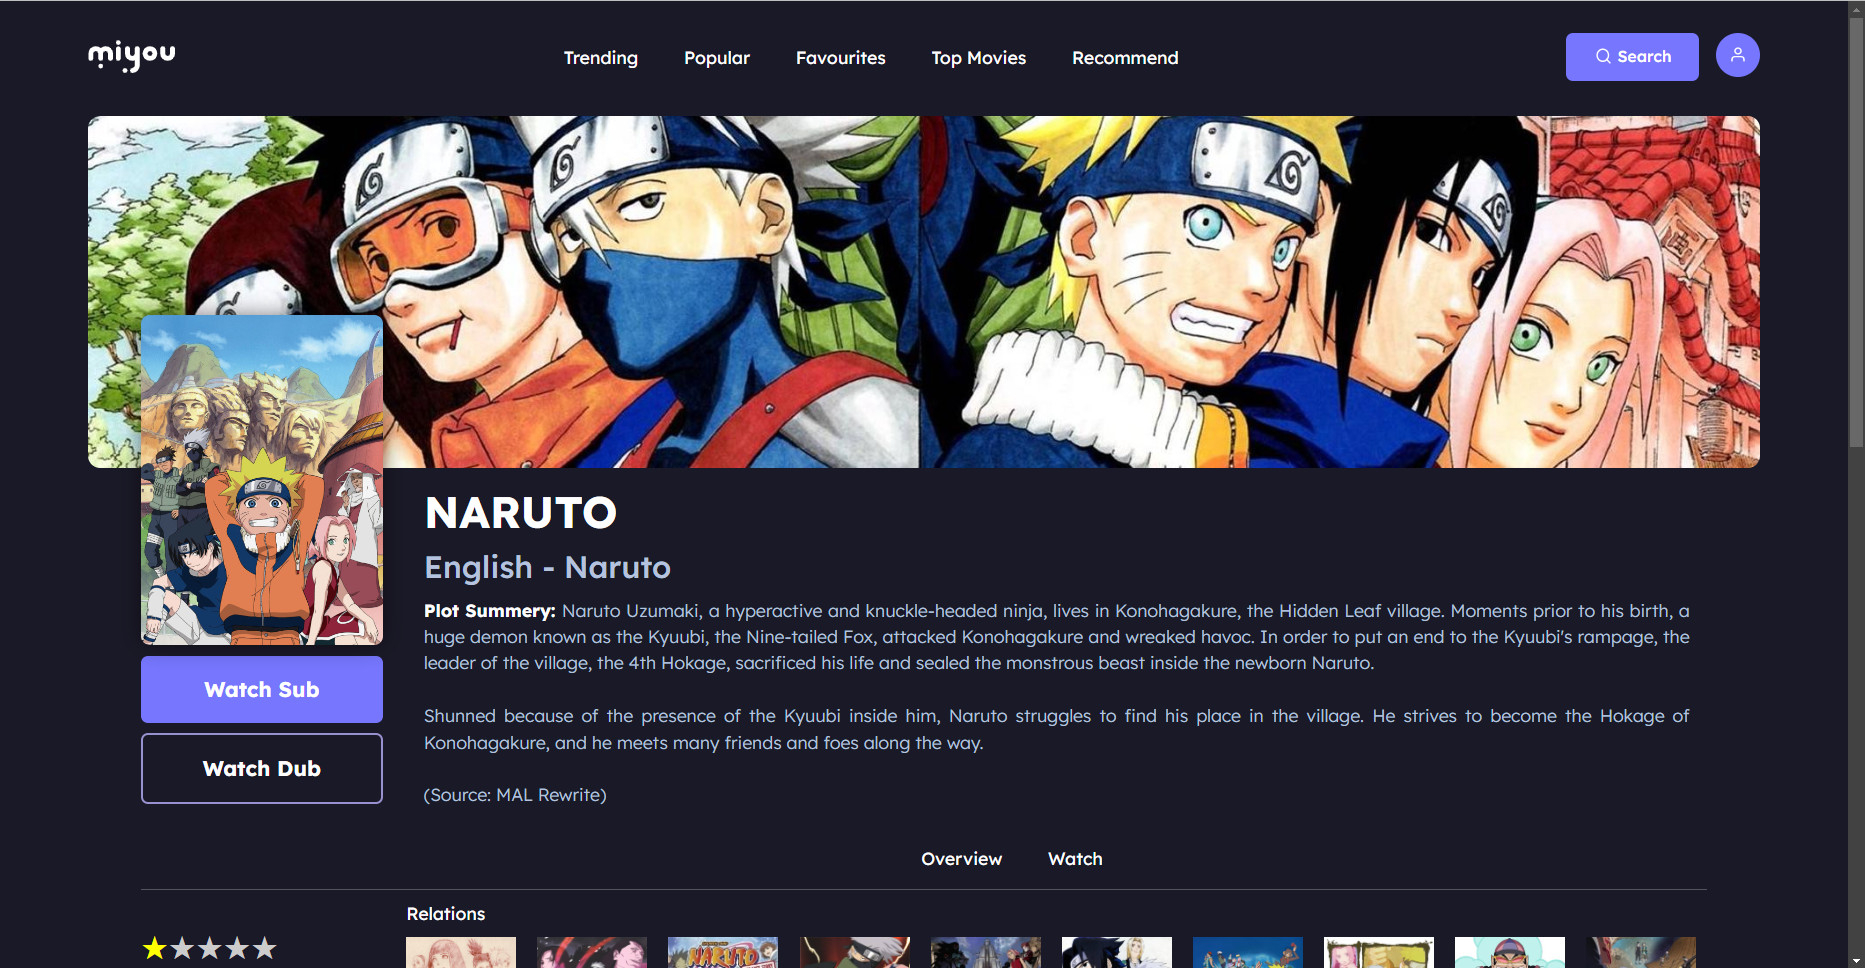 miyou
Trending
Popular
Favourites
Top Movies
Recommend
Search
NARUTO
English - Naruto
Plot Summery: Naruto Uzumaki, a hyperactive and knuckle-headed ninja, lives in Konohagakure, the Hidden Leaf village. Moments prior to his birth, a
huge demon known as the Kyuubi, the Nine-tailed Fox, attacked Konohagakure and wreaked havoc. In order to put an end to the Kyuubi's rampage, the
leader of the village, the 4th Hokage, sacrificed his life and sealed the monstrous beast inside the newborn Naruto.
Shunned because of the presence of the Kyuubi inside him, Naruto struggles to find his place in the village. He strives to become the Hokage of
Konohagakure, and he meets many friends and foes along the way.
(Source: MAL Rewrite)
Watch Sub
Watch Dub
Overview
Watch
Relations
NARUTO